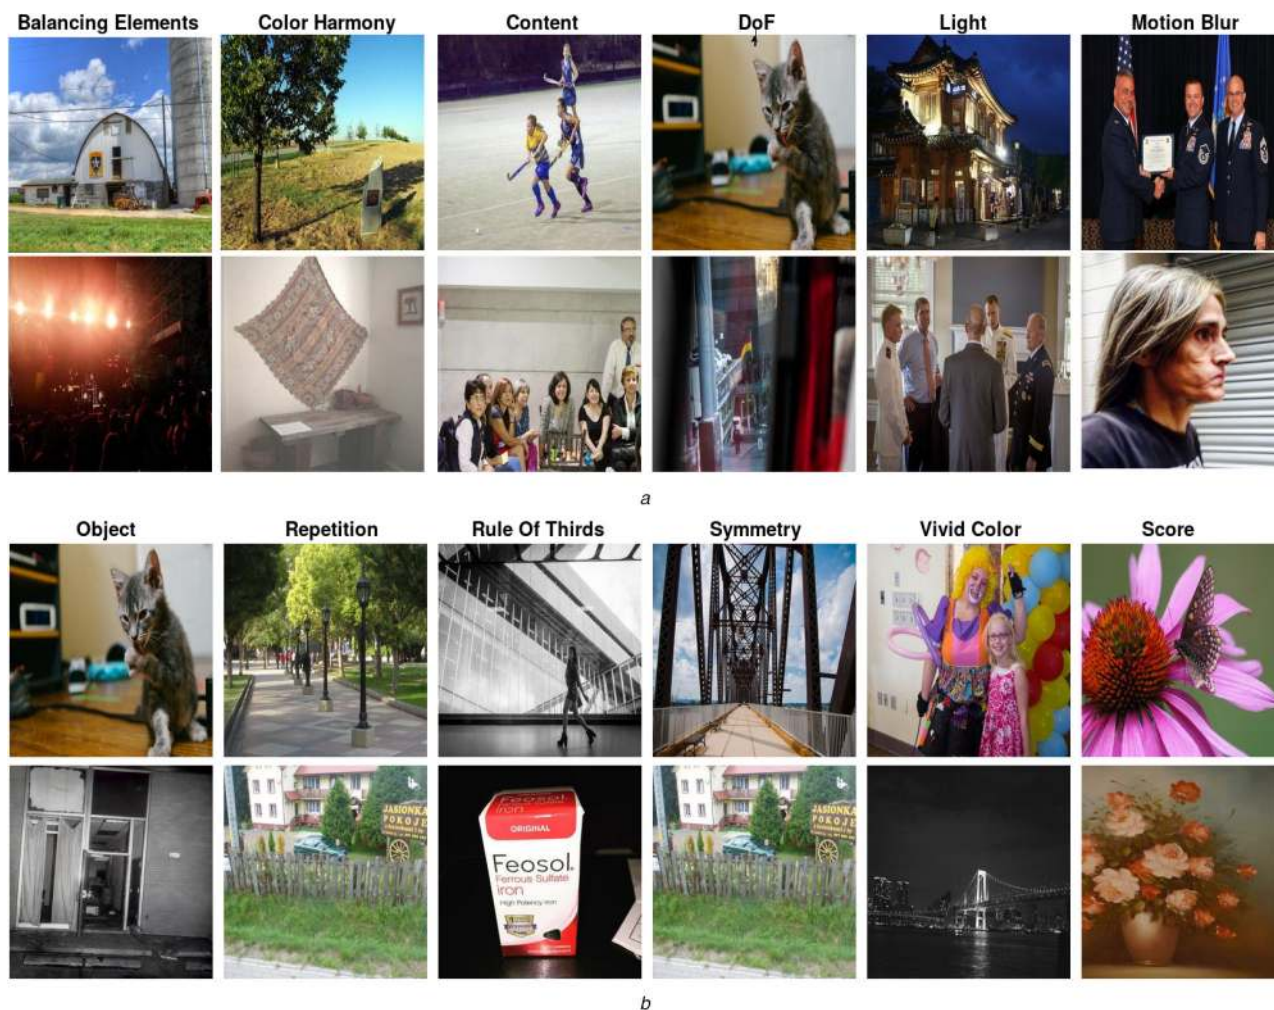 Balancing Elements
Color Harmony
Content
DoF
Light
Motion Blur
a
Object
Repetition
Rule Of Thirds
Symmetry
Vivid Color
Score
JASIONKA
POKOJE
Feosol
iron
ORIGINAL
Feosol
Ferrous Sulfate
iron
High Potency Iron
JASIONKA
POKOJE
b